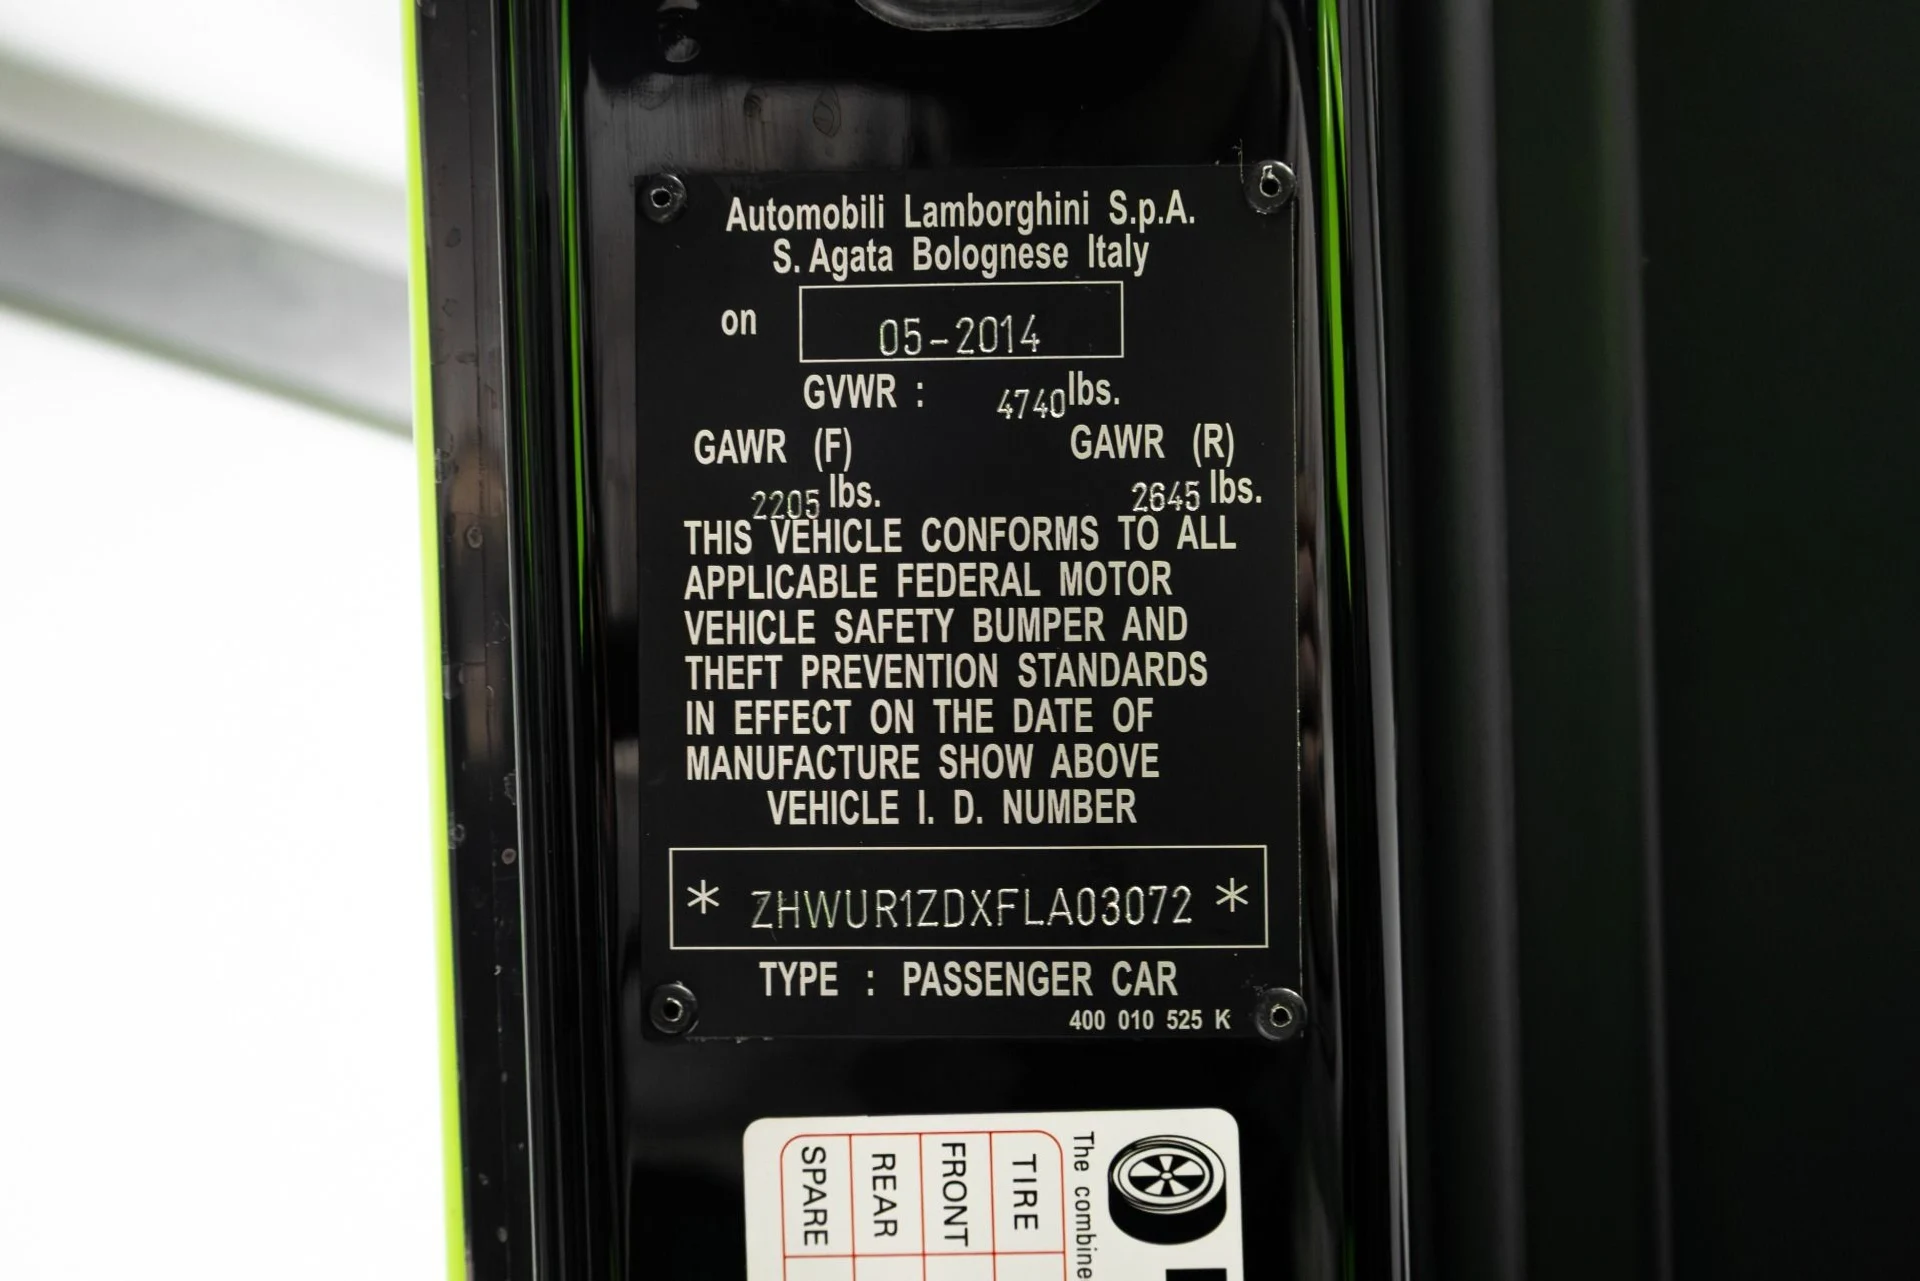 Automobili Lamborghini S.p.A.
S. Agata Bolognese Italy
on 05-2014
GVWR : 4740 lbs.
GAWR (F) GAWR (R)
2205 lbs. 2645 lbs.
THIS VEHICLE CONFORMS TO ALL
APPLICABLE FEDERAL MOTOR
VEHICLE SAFETY BUMPER AND
THEFT PREVENTION STANDARDS
IN EFFECT ON THE DATE OF
MANUFACTURE SHOW ABOVE
VEHICLE I. D. NUMBER
* ZHWUR1ZDXFLA03072 *
TYPE : PASSENGER CAR
400 010 525 K
The combine
TIRE
FRONT
REAR
SPARE